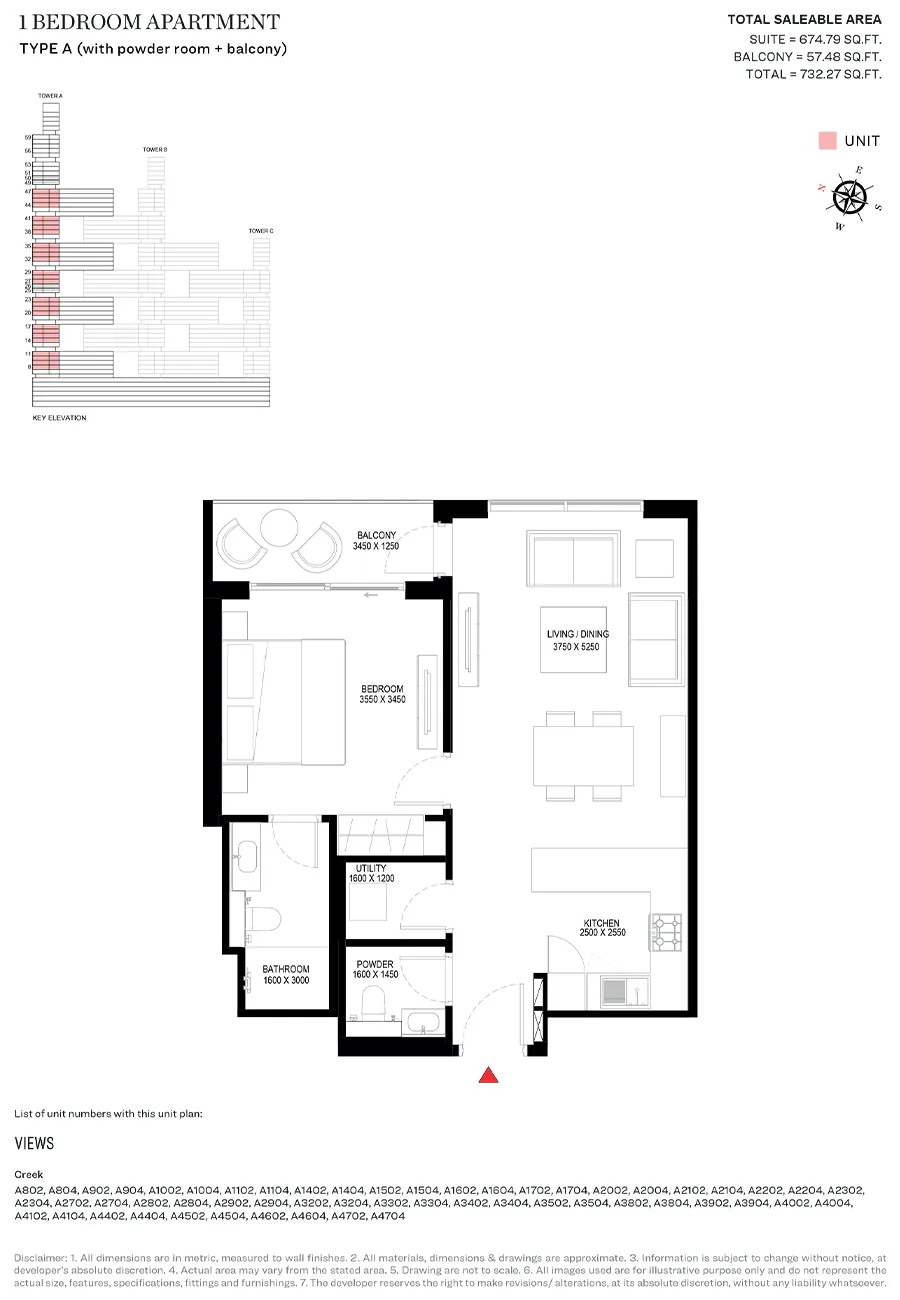 1 BEDROOM APARTMENT
TYPE A (with powder room + balcony)
TOTAL SALEABLE AREA
SUITE = 674.79 SQ.FT.
BALCONY = 57.48 SQ.FT.
TOTAL = 732.27 SQ.FT.
UNIT
N
E
S
W
TOWER A
TOWER B
TOWER C
59
56
53
51
50
49
47
44
41
38
35
32
29
27
25
23
20
17
14
11
8
KEY ELEVATION
BALCONY
3450 X 1250
LIVING / DINING
3750 X 5250
BEDROOM
3550 X 3450
UTILITY
1600 X 1200
KITCHEN
2500 X 2550
BATHROOM
1600 X 3000
POWDER
1600 X 1450
List of unit numbers with this unit plan:
VIEWS
Creek
A802, A804, A902, A904, A1002, A1004, A1102, A1104, A1402, A1404, A1502, A1504, A1602, A1604, A1702, A1704, A2002, A2004, A2102, A2104, A2202, A2204, A2302,
A2304, A2702, A2704, A2802, A2804, A2902, A2904, A3202, A3204, A3302, A3304, A3402, A3404, A3502, A3504, A3802, A3804, A3902, A3904, A4002, A4004,
A4102, A4104, A4402, A4404, A4502, A4504, A4602, A4604, A4702, A4704
Disclaimer: 1. All dimensions are in metric, measured to wall finishes. 2. All materials, dimensions & drawings are approximate. 3. Information is subject to change without notice, at
developer's absolute discretion. 4. Actual area may vary from the stated area. 5. Drawing are not to scale. 6. All images used are for illustrative purpose only and do not represent the
actual size, features, specifications, fittings and furnishings. 7. The developer reserves the right to make revisions/ alterations, at its absolute discretion, without any liability whatsoever.